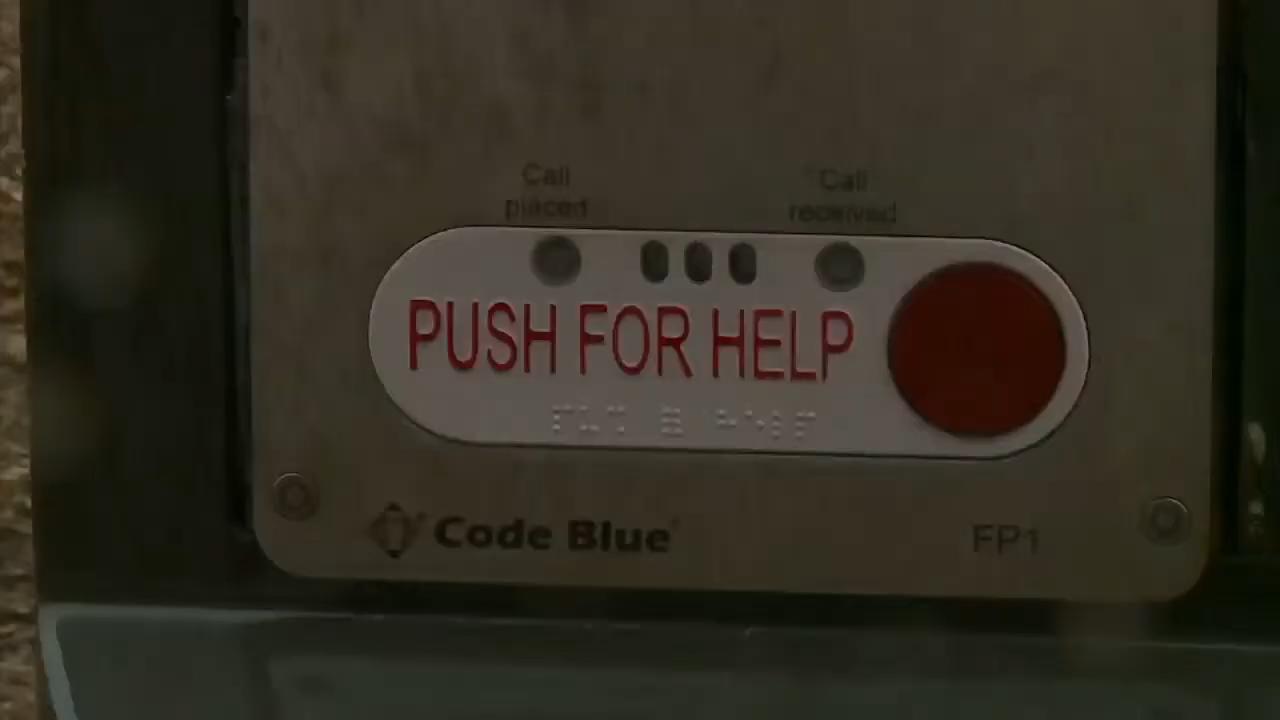 Call
placed
Call
received
PUSH FOR HELP
Code Blue
FP1